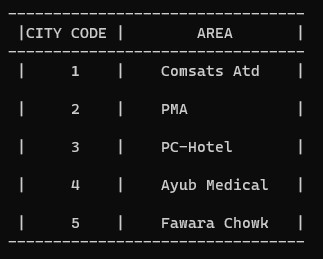 ---------------------------------
|CITY CODE | AREA |
---------------------------------
| 1 | Comsats Atd |
| 2 | PMA |
| 3 | PC-Hotel |
| 4 | Ayub Medical |
| 5 | Fawara Chowk |
---------------------------------